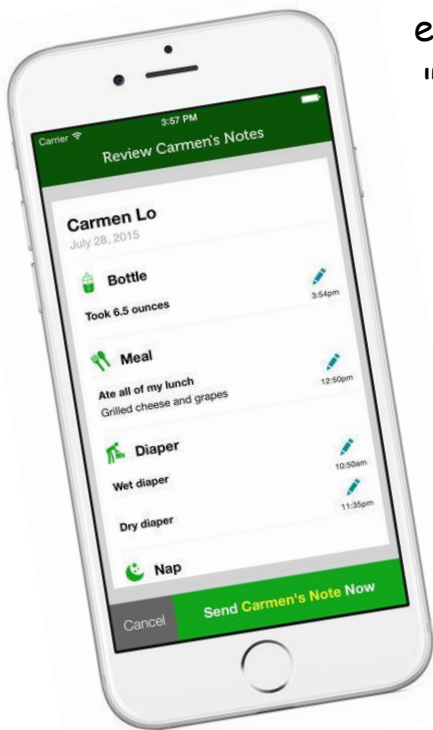 e
"
Carrier 3:57 PM
Review Carmen's Notes
Carmen Lo
July 28, 2015
Bottle
Took 6.5 ounces
3:54pm
Meal
Ate all of my lunch
Grilled cheese and grapes
12:50pm
Diaper
Wet diaper
10:50am
Dry diaper
11:35pm
Nap
Cancel
Send Carmen's Note Now